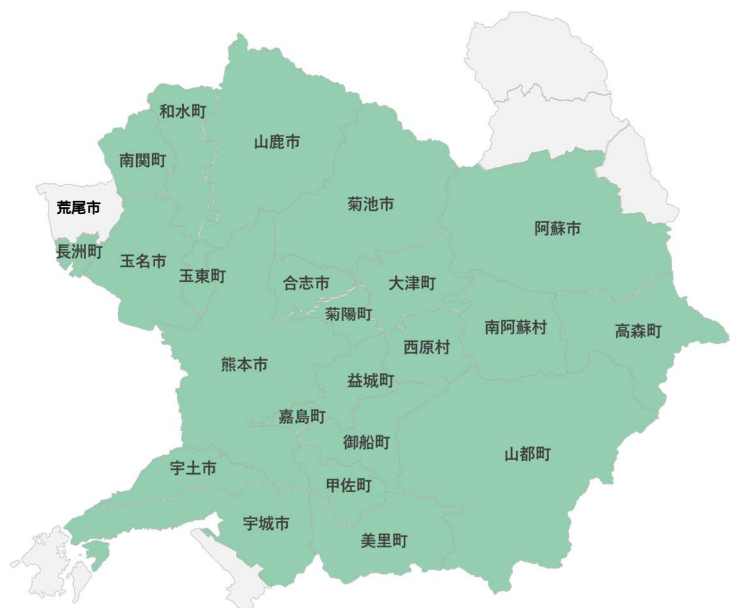 和水町
山鹿市
南関町
菊池市
荒尾市
阿蘇市
長洲町
玉名市
玉東町
合志市
大津町
菊陽町
南阿蘇村
高森町
西原村
熊本市
益城町
嘉島町
御船町
山都町
宇土市
甲佐町
宇城市
美里町